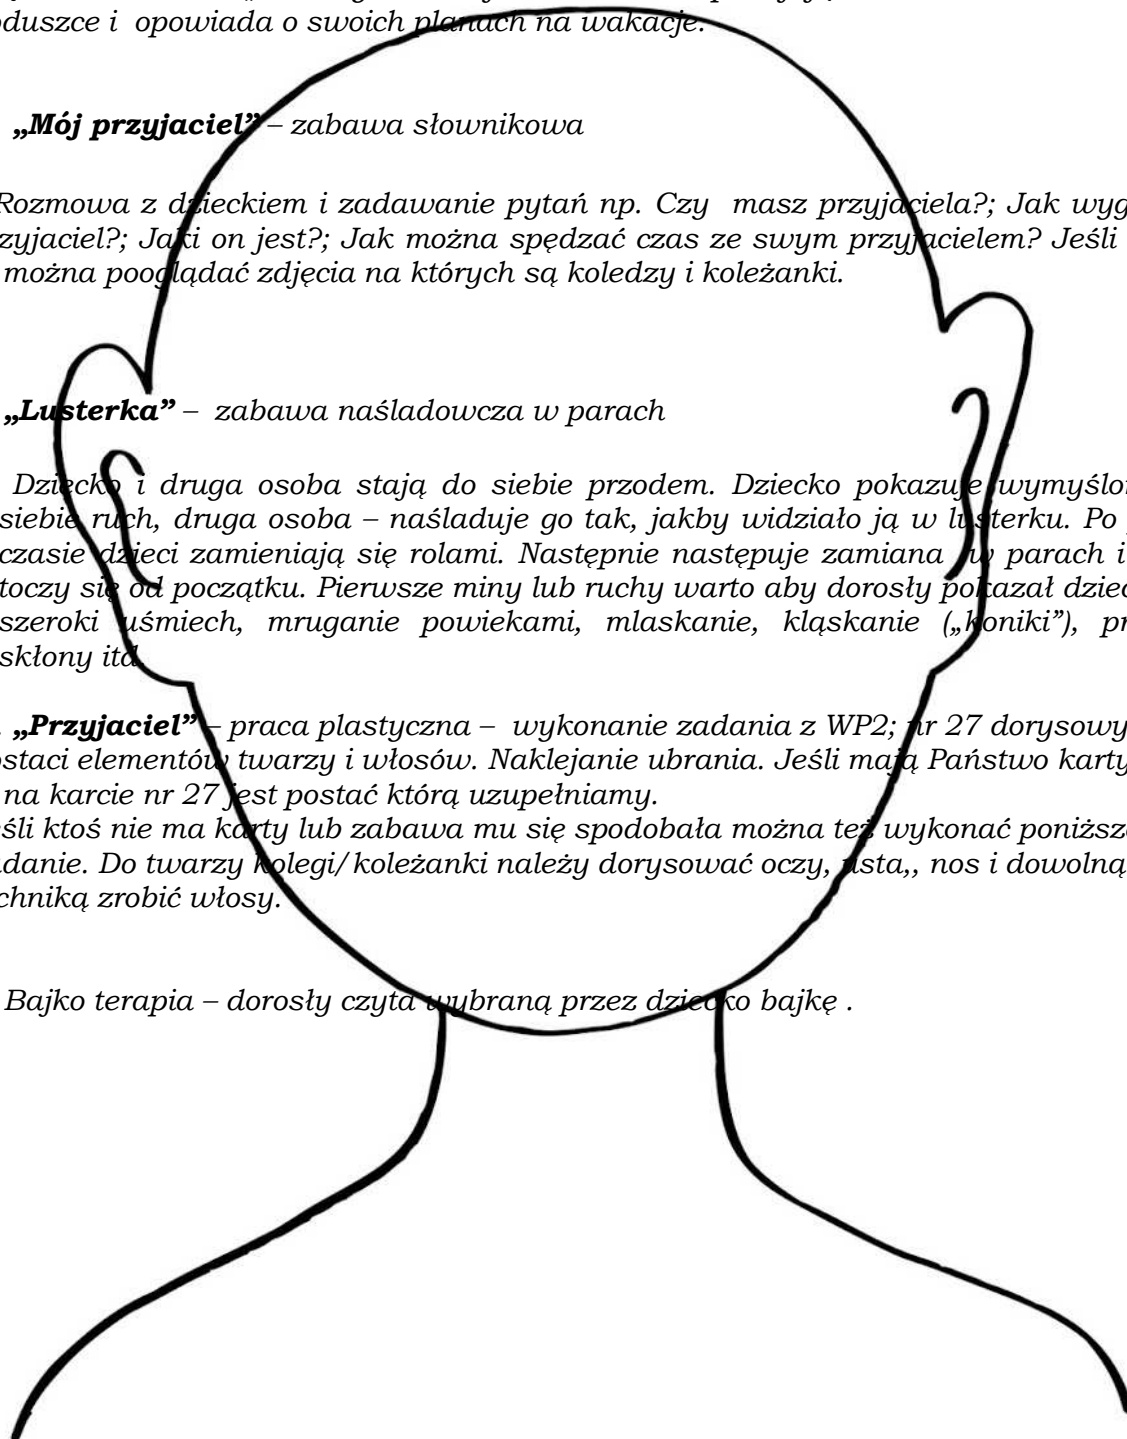 oduszce i opowiada o swoich planach na wakacje.
„Mój przyjaciel” – zabawa słownikowa
Rozmowa z dzieckiem i zadawanie pytań np. Czy masz przyjaciela?; Jak wyg
zyjaciel?; Jaki on jest?; Jak można spędzać czas ze swym przyjacielem? Jeśli
można pooglądać zdjęcia na których są koledzy i koleżanki.
„Lusterka” – zabawa naśladowcza w parach
Dziecko i druga osoba stają do siebie przodem. Dziecko pokazuje wymyślo
siebie ruch, druga osoba – naśladuje go tak, jakby widziało ją w lusterku. Po
czasie dzieci zamieniają się rolami. Następnie następuje zamiana w parach i
toczy się od początku. Pierwsze miny lub ruchy warto aby dorosły pokazał dziec
szeroki uśmiech, mruganie powiekami, mlaskanie, kląskanie („koniki”), pr
skłony itd.
„Przyjaciel” – praca plastyczna – wykonanie zadania z WP2; nr 27 dorysowy
ostaci elementów twarzy i włosów. Naklejanie ubrania. Jeśli mają Państwo karty
na karcie nr 27 jest postać którą uzupełniamy.
eśli ktoś nie ma karty lub zabawa mu się spodobała można też wykonać poniższe
adanie. Do twarzy kolegi/koleżanki należy dorysować oczy, usta,, nos i dowolną
chniką zrobić włosy.
Bajko terapia – dorosły czyta wybraną przez dziecko bajkę .